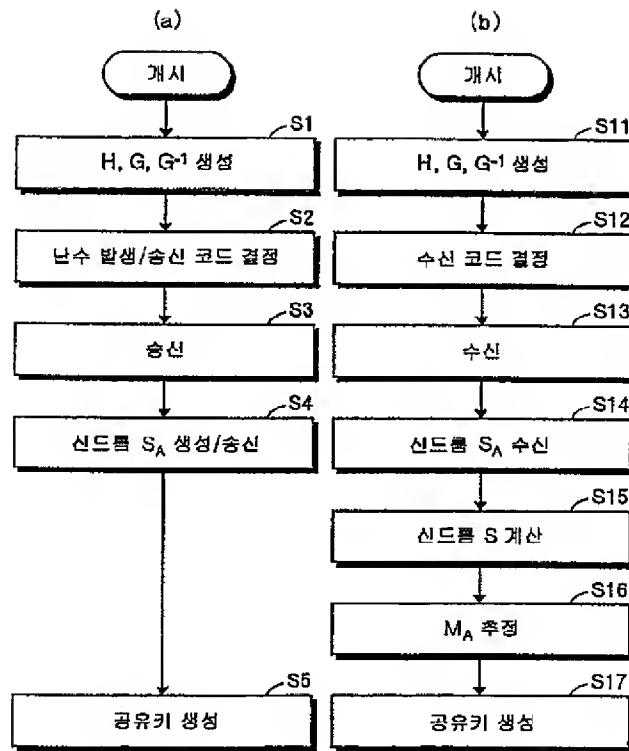 (a)
개시
S1
H, G, G⁻¹ 생성
S2
난수 발생/송신 코드 결정
S3
송신
S4
신드롬 S_A 생성/송신
S5
공유키 생성
(b)
개시
S11
H, G, G⁻¹ 생성
S12
수신 코드 결정
S13
수신
S14
신드롬 S_A 수신
S15
신드롬 S 계산
S16
M_A 추정
S17
공유키 생성